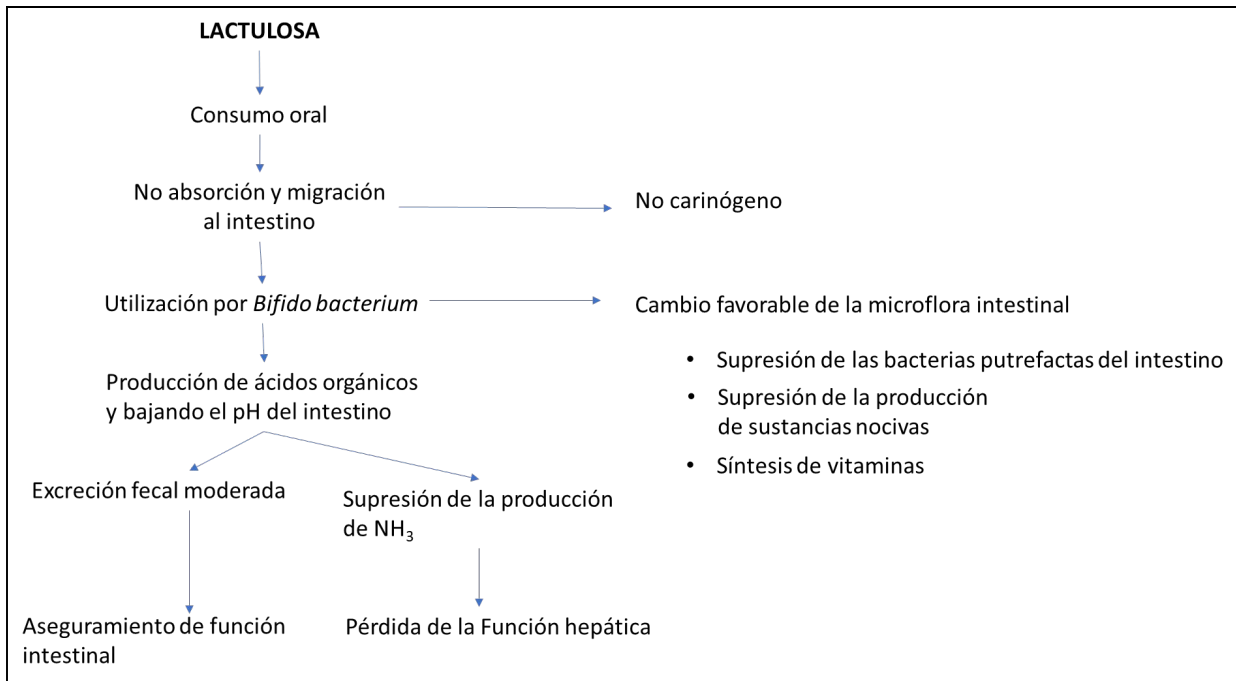 LACTULOSA
Consumo oral
No absorción y migración
al intestino
No carinógeno
Utilización por Bifido bacterium
Cambio favorable de la microflora intestinal
• Supresión de las bacterias putrefactas del intestino
• Supresión de la producción
de sustancias nocivas
• Síntesis de vitaminas
Producción de ácidos orgánicos
y bajando el pH del intestino
Excreción fecal moderada
Supresión de la producción
de NH₃
Aseguramiento de función
intestinal
Pérdida de la Función hepática